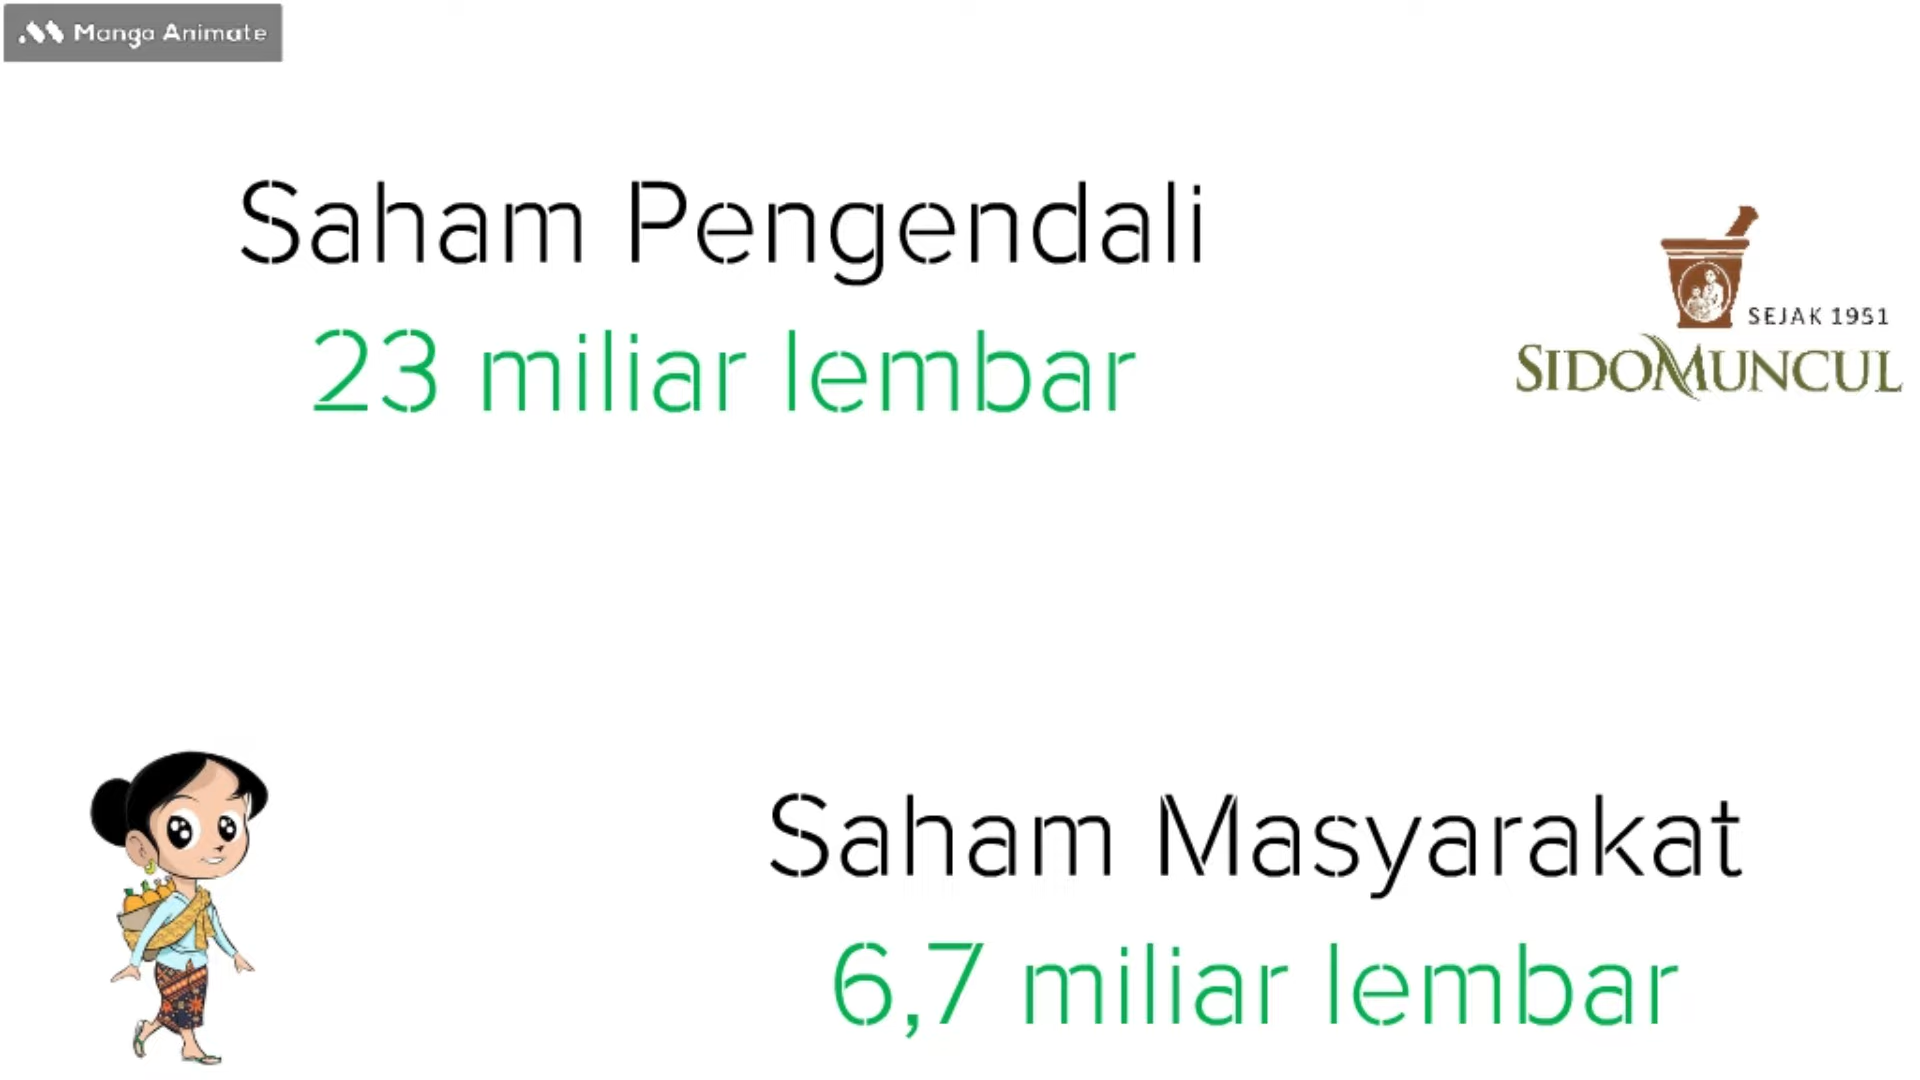 Manga Animate
Saham Pengendali
23 miliar lembar
SEJAK 1951
SIDOMUNCUL
Saham Masyarakat
6,7 miliar lembar